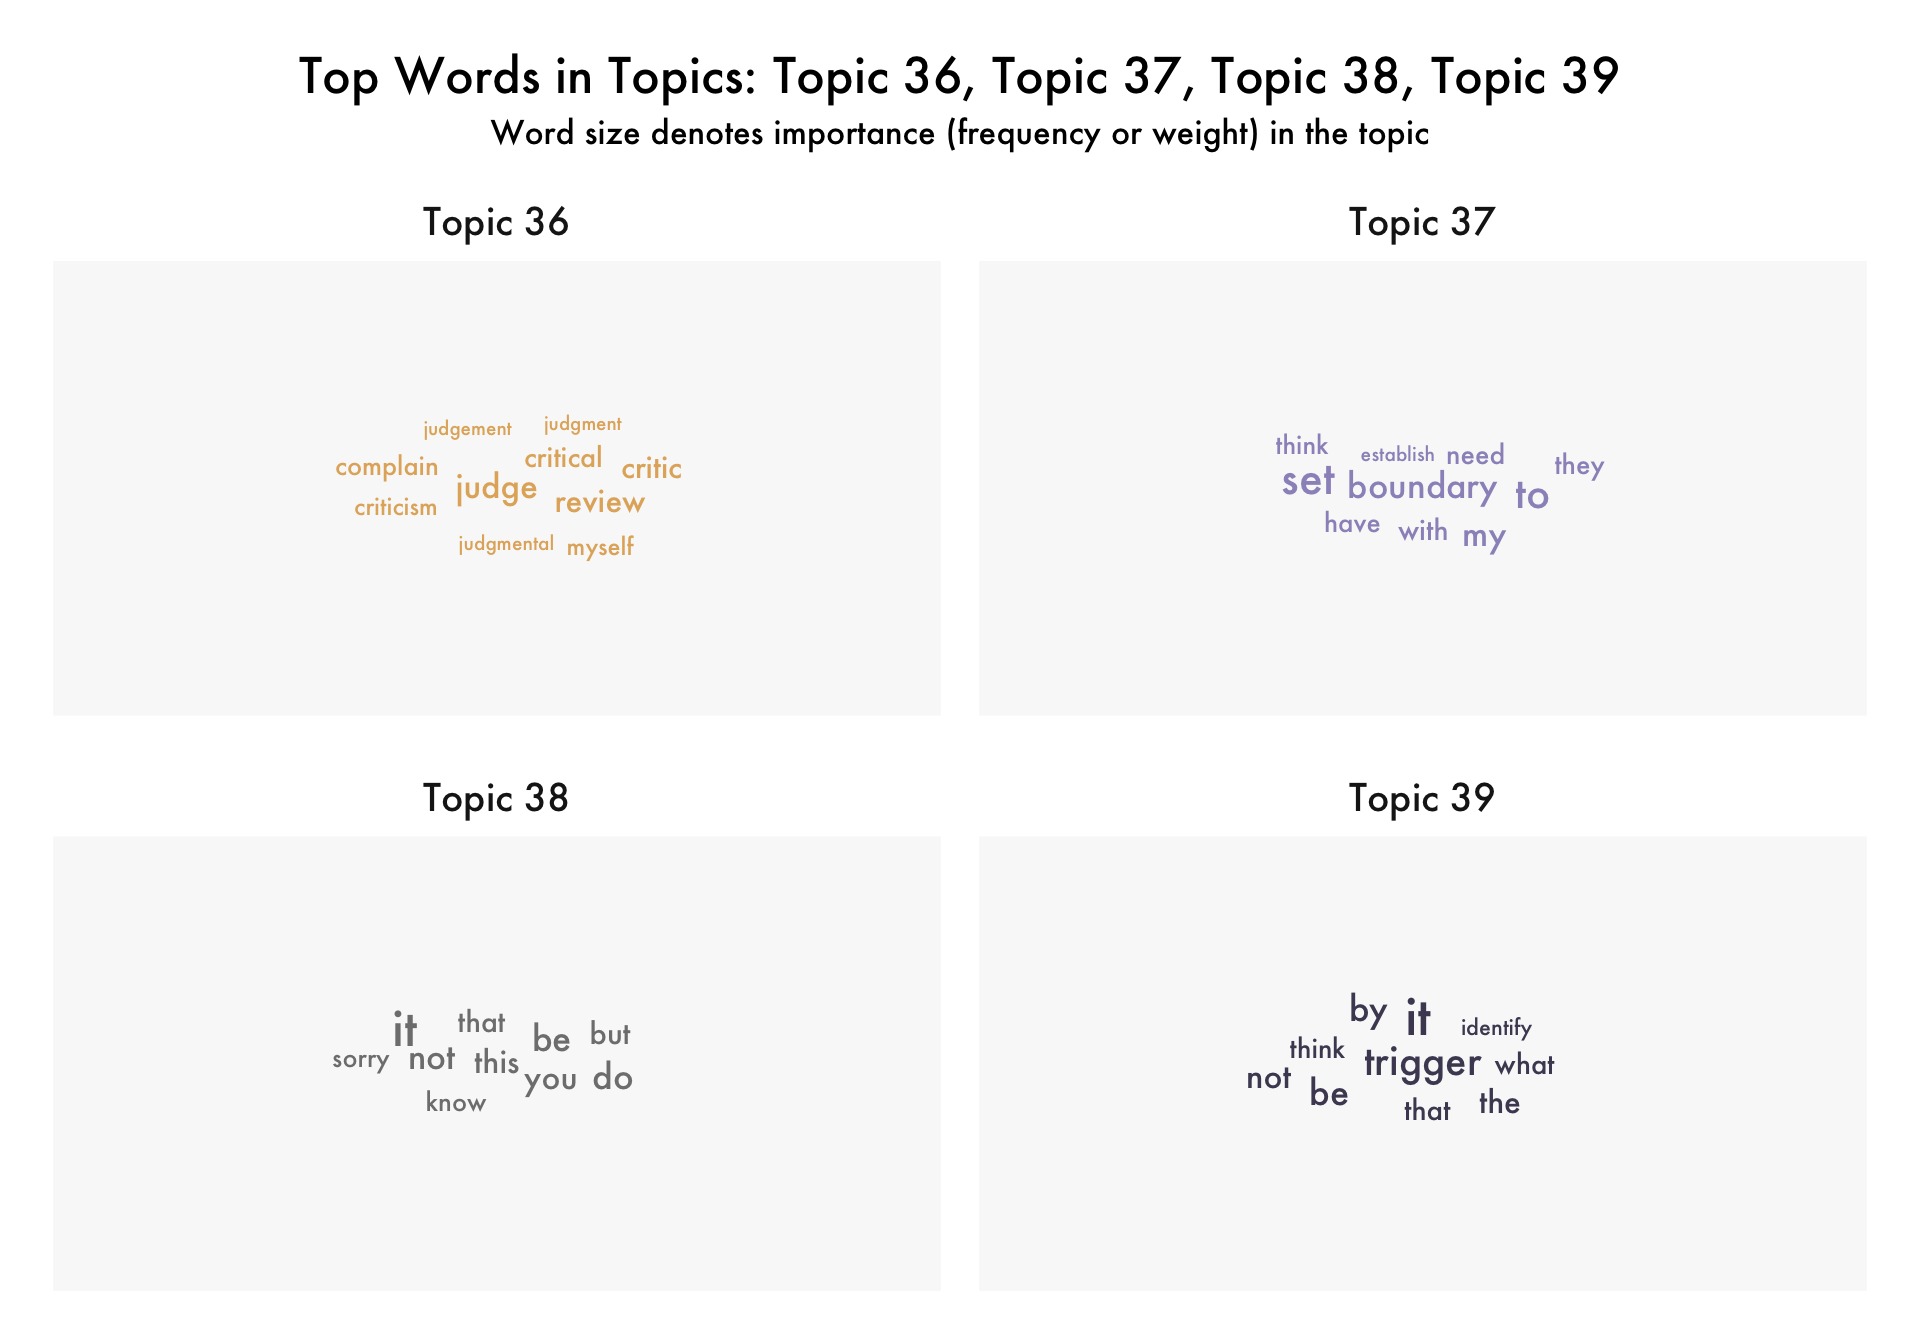 Top Words in Topics: Topic 36, Topic 37, Topic 38, Topic 39
Word size denotes importance (frequency or weight) in the topic
Topic 36
judgement judgment
complain critical critic
judge review
criticism
judgmental myself
Topic 37
think establish need they
set boundary to
have with my
Topic 38
it that be but
sorry not this you do
know
Topic 39
by it identify
think trigger what
not be that the